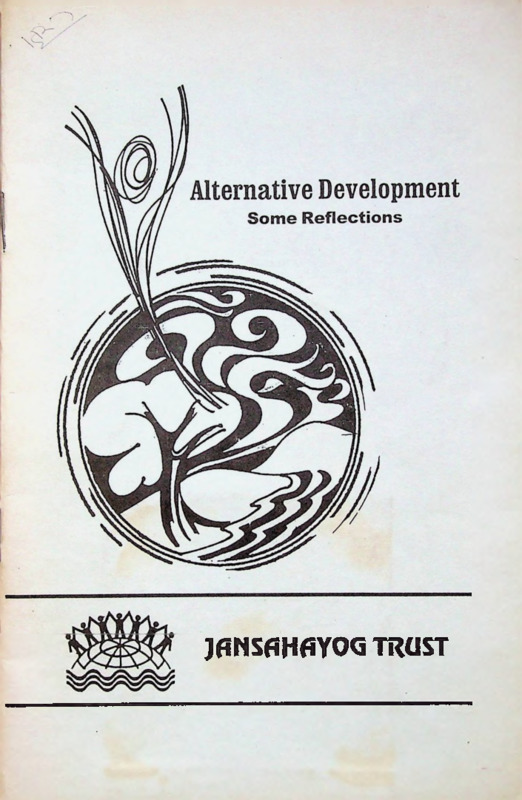 Alternative Development
Some Reflections
JANSAHAYOG TRUST